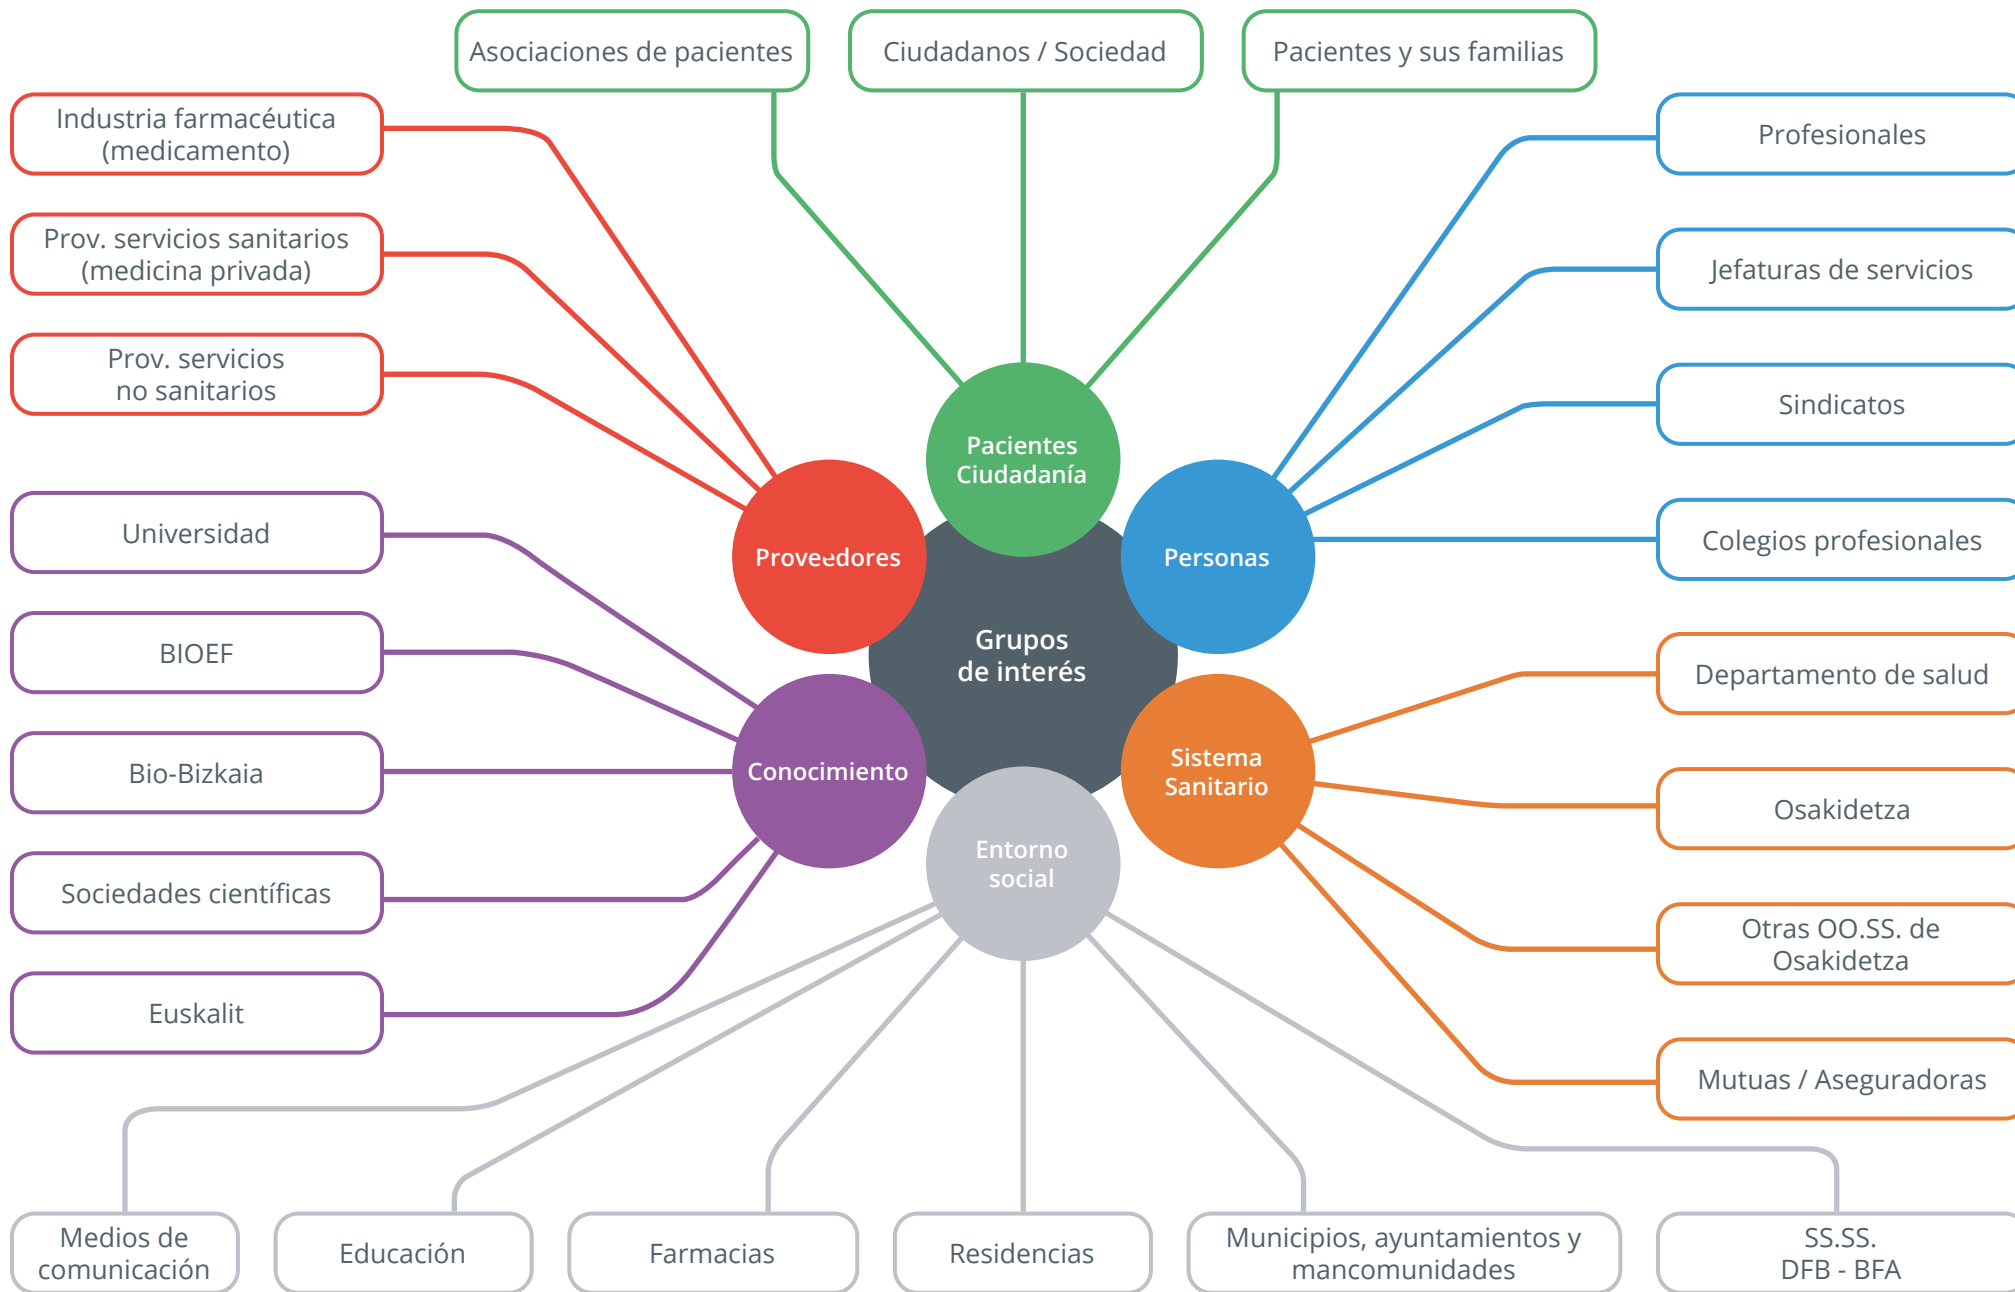 Asociaciones de pacientes
Ciudadanos / Sociedad
Pacientes y sus familias
Industria farmacéutica
(medicamento)
Prov. servicios sanitarios
(medicina privada)
Prov. servicios
no sanitarios
Universidad
BIOEF
Bio-Bizkaia
Sociedades científicas
Euskalit
Pacientes
Ciudadanía
Proveedores
Personas
Grupos
de interés
Conocimiento
Sistema
Sanitario
Entorno
social
Profesionales
Jefaturas de servicios
Sindicatos
Colegios profesionales
Departamento de salud
Osakidetza
Otras OO.SS. de
Osakidetza
Mutuas / Aseguradoras
Medios de
comunicación
Educación
Farmacias
Residencias
Municipios, ayuntamientos y
mancomunidades
SS.SS.
DFB - BFA